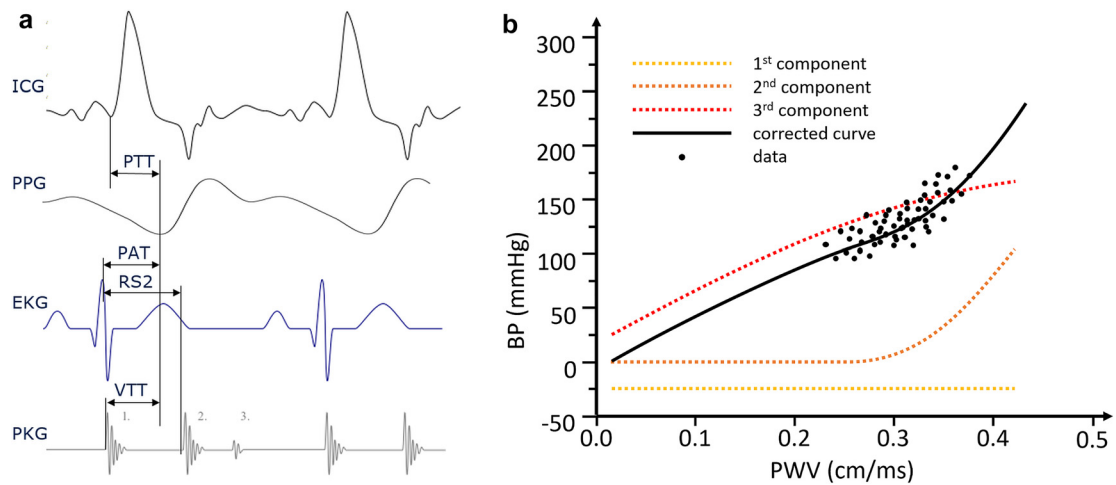 a
ICG
PTT
PPG
PAT
RS2
EKG
VTT
1.
2.
3.
PKG
b
300
250
200
150
100
50
0
-50
BP (mmHg)
1st component
2nd component
3rd component
corrected curve
data
0.0
0.1
0.2
0.3
0.4
0.5
PWV (cm/ms)